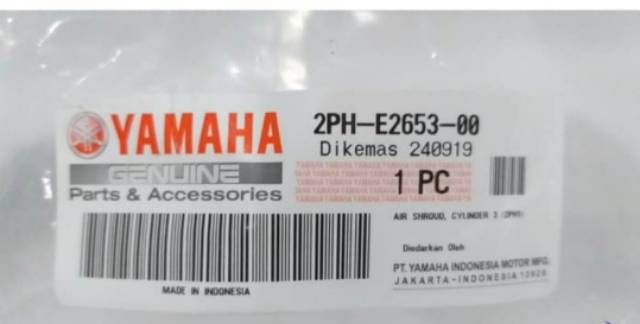 YAMAHA
GENUINE
Parts & Accessories
2PH-E2653-00
Dikemas 240919
1 PC
AIR SHROUD, CYLINDER 3 (2PH1)
Diedarkan Oleh
PT. YAMAHA INDONESIA MOTOR MFG.
JAKARTA-INDONESIA
MADE IN INDONESIA